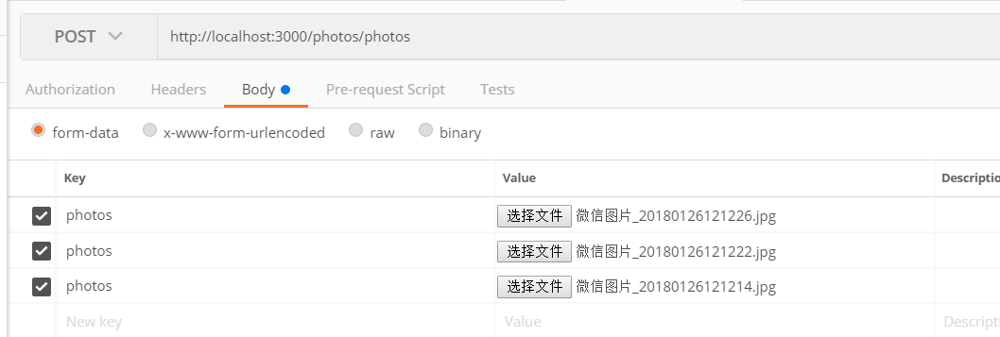 POST http://localhost:3000/photos/photos
Authorization Headers Body Pre-request Script Tests
form-data x-www-form-urlencoded raw binary
Key Value Descriptio
photos 选择文件 微信图片_20180126121226.jpg
photos 选择文件 微信图片_20180126121222.jpg
photos 选择文件 微信图片_20180126121214.jpg
New key Value Descript